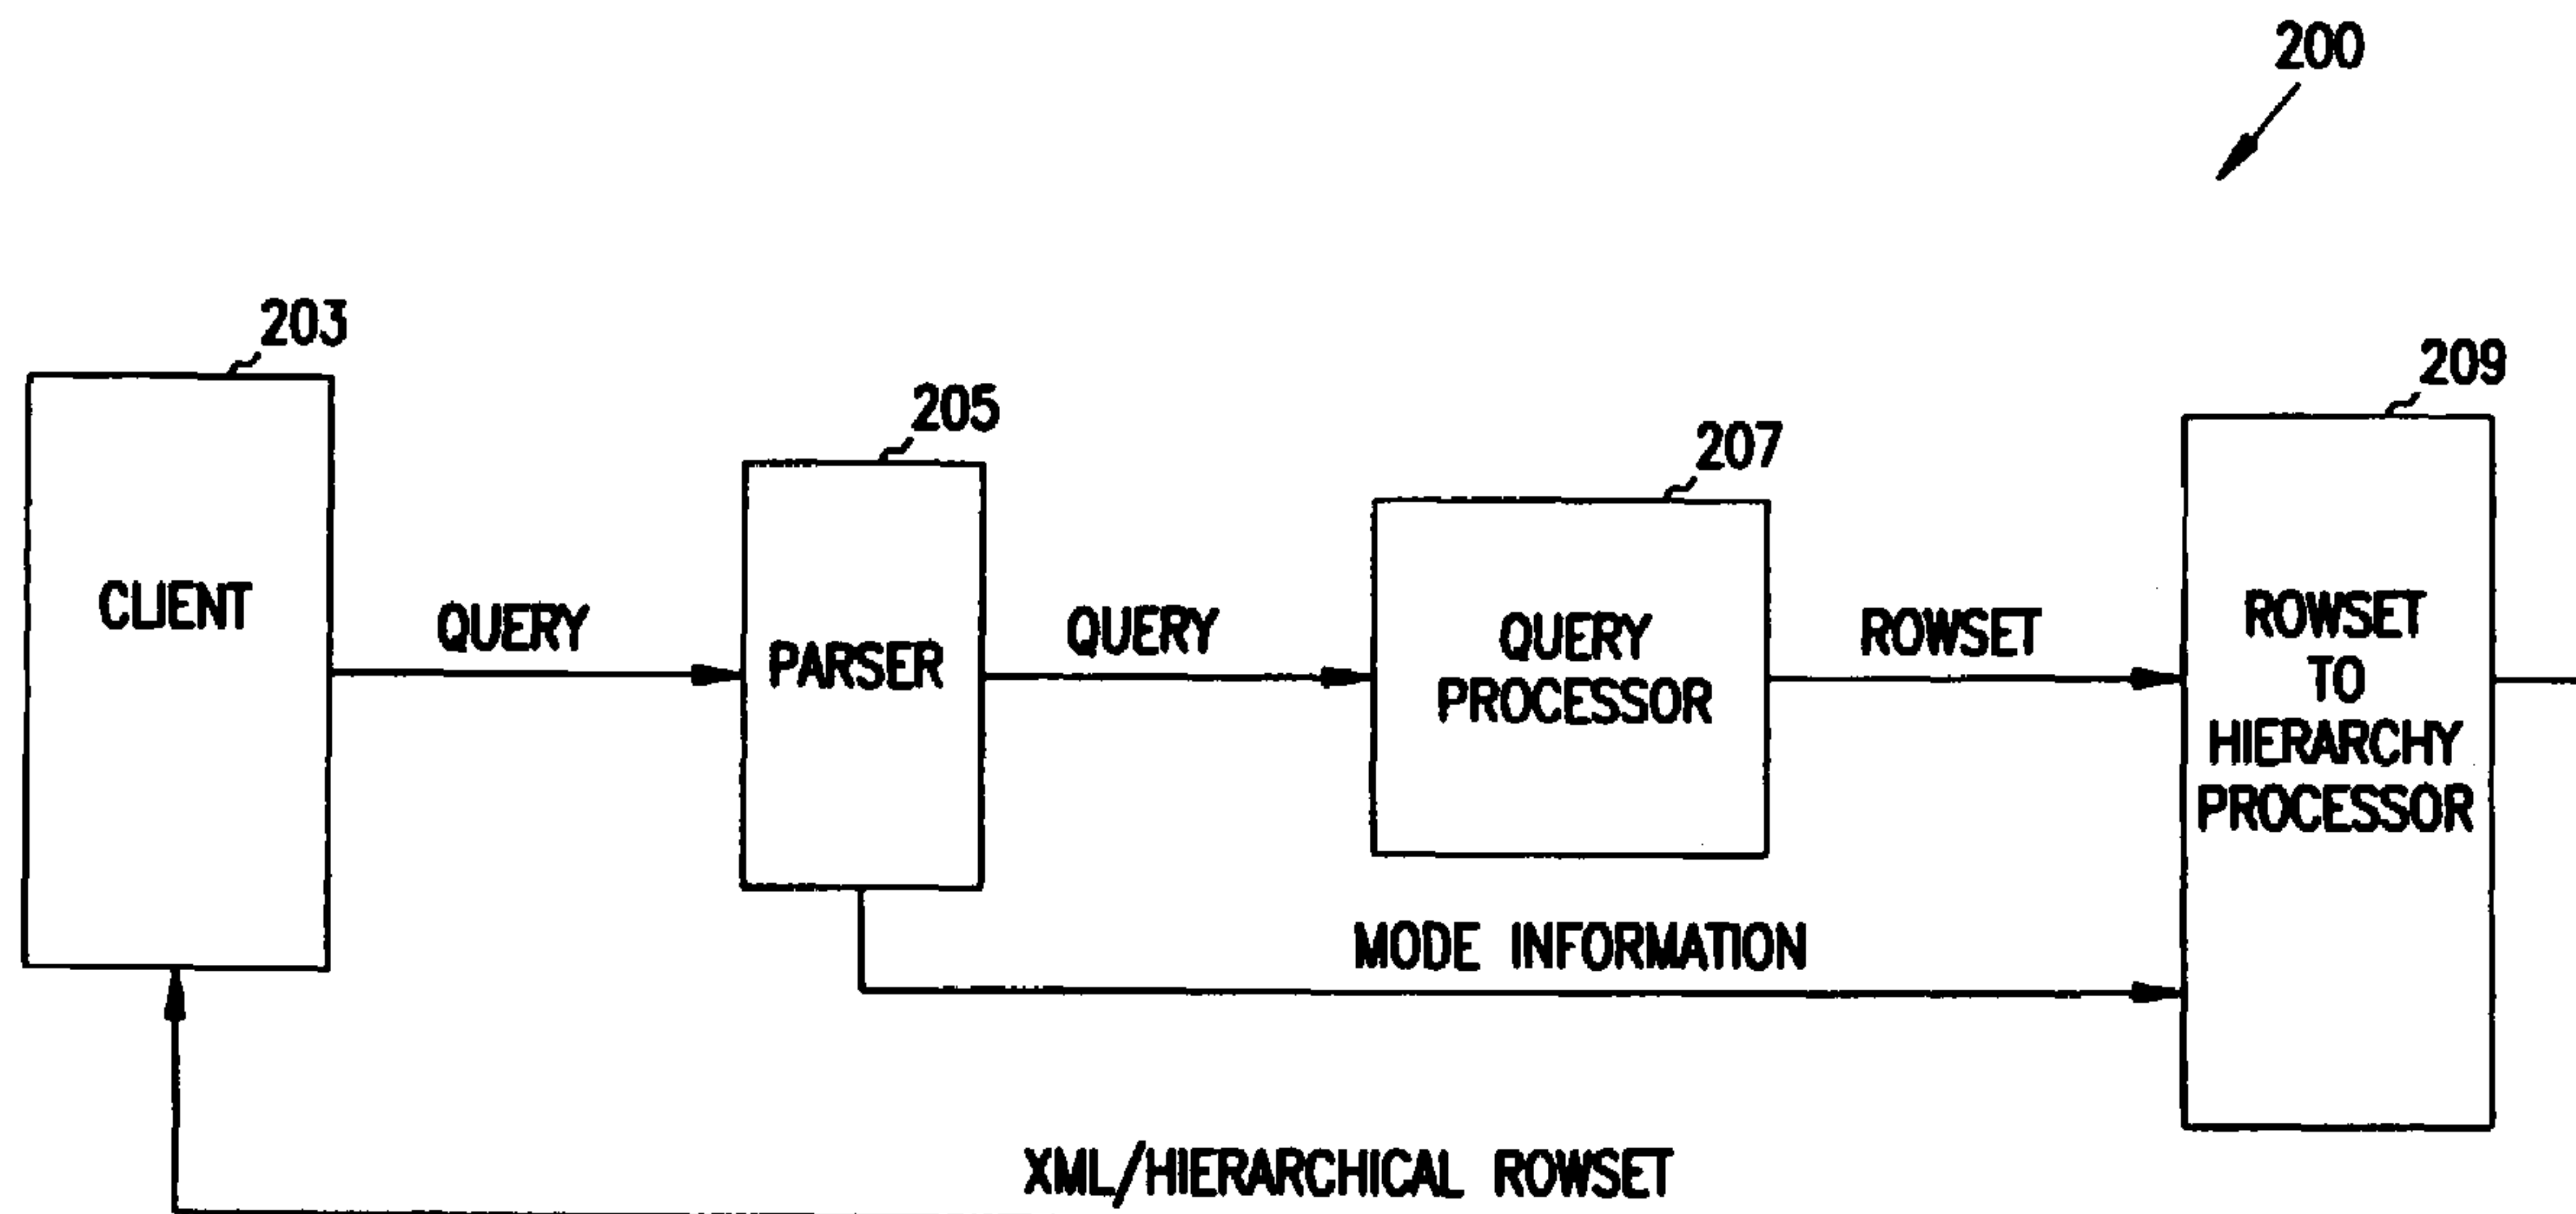 200
203
205
207
209
CLIENT
QUERY
PARSER
QUERY
QUERY
PROCESSOR
ROWSET
ROWSET
TO
HIERARCHY
PROCESSOR
MODE INFORMATION
XML/HIERARCHICAL ROWSET